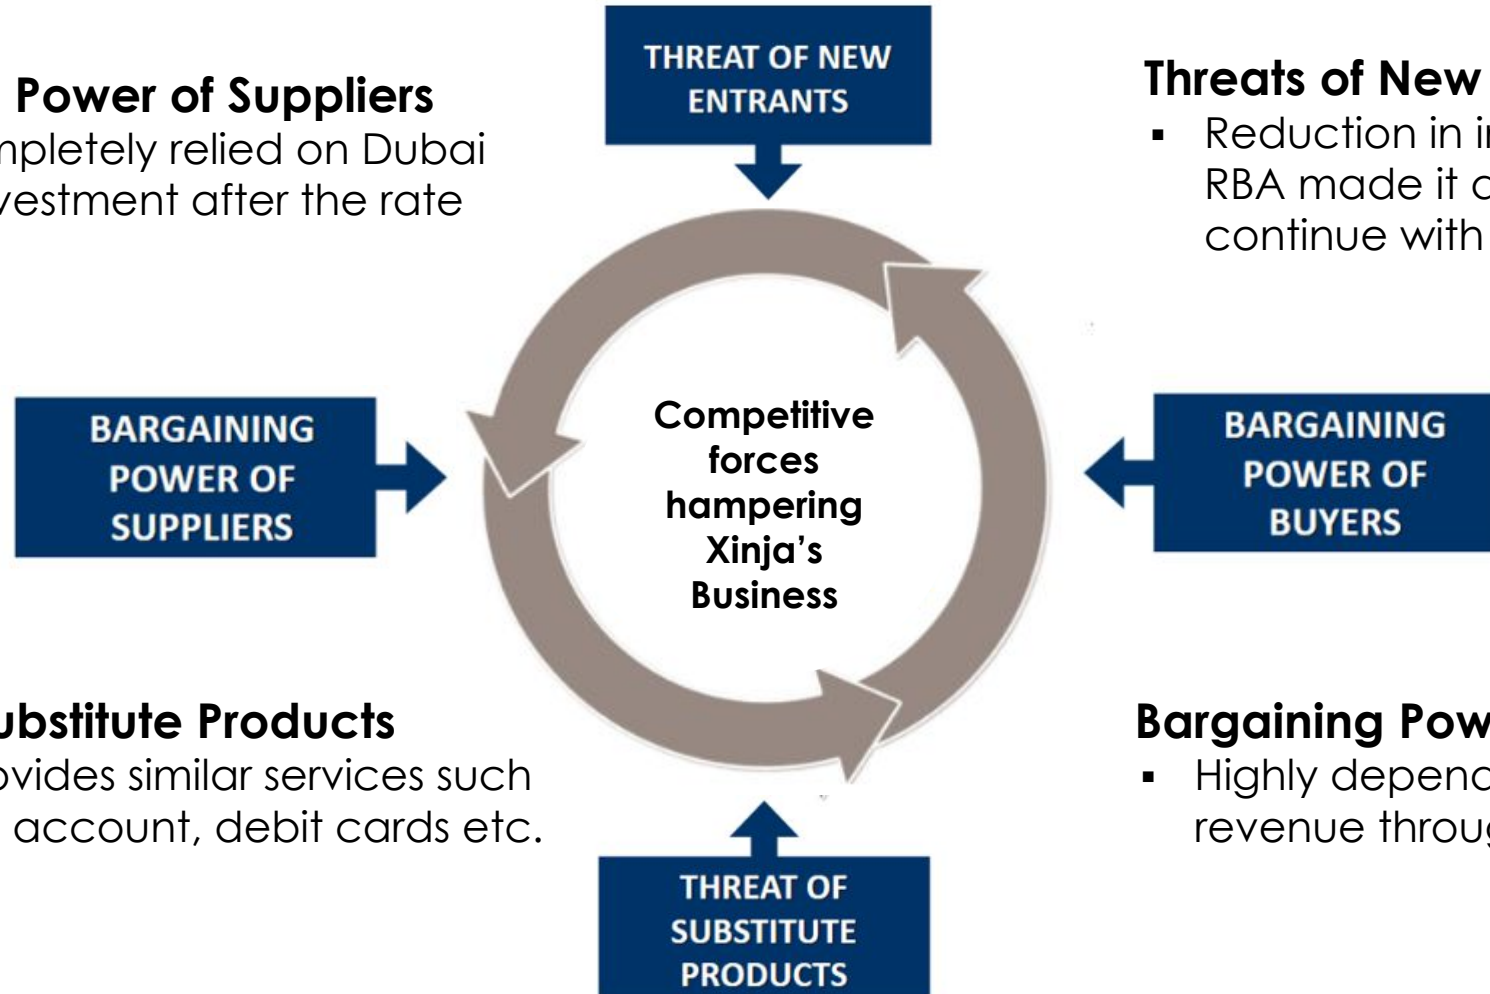 THREAT OF NEW
ENTRANTS
Power of Suppliers
mpletely relied on Dubai
vestment after the rate
Threats of New
▪ Reduction in
RBA made it
continue with
BARGAINING
POWER OF
SUPPLIERS
Competitive
forces
hampering
Xinja's
Business
BARGAINING
POWER OF
BUYERS
ubstitute Products
ovides similar services such
account, debit cards etc.
Bargaining Pow
▪ Highly depend
revenue throug
THREAT OF
SUBSTITUTE
PRODUCTS